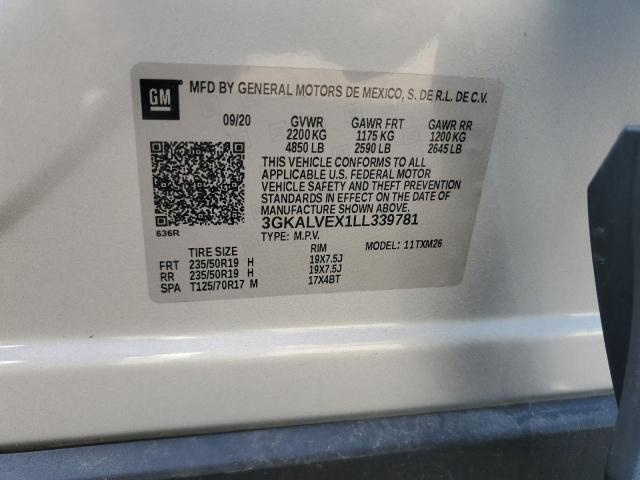 GM
MFD BY GENERAL MOTORS DE MEXICO, S. DE R.L. DE C.V.
09/20 GVWR GAWR FRT GAWR RR
2200 KG 1175 KG 1200 KG
4850 LB 2590 LB 2645 LB
THIS VEHICLE CONFORMS TO ALL
APPLICABLE U.S. FEDERAL MOTOR
VEHICLE SAFETY AND THEFT PREVENTION
STANDARDS IN EFFECT ON THE DATE OF
MANUFACTURE SHOWN ABOVE.
636R
3GKALVEX1LL339781
TYPE: M.P.V. MODEL: 11TXM26
TIRE SIZE RIM
FRT 235/50R19 H 19X7.5J
RR 235/50R19 H 19X7.5J
SPA T125/70R17 M 17X4BT